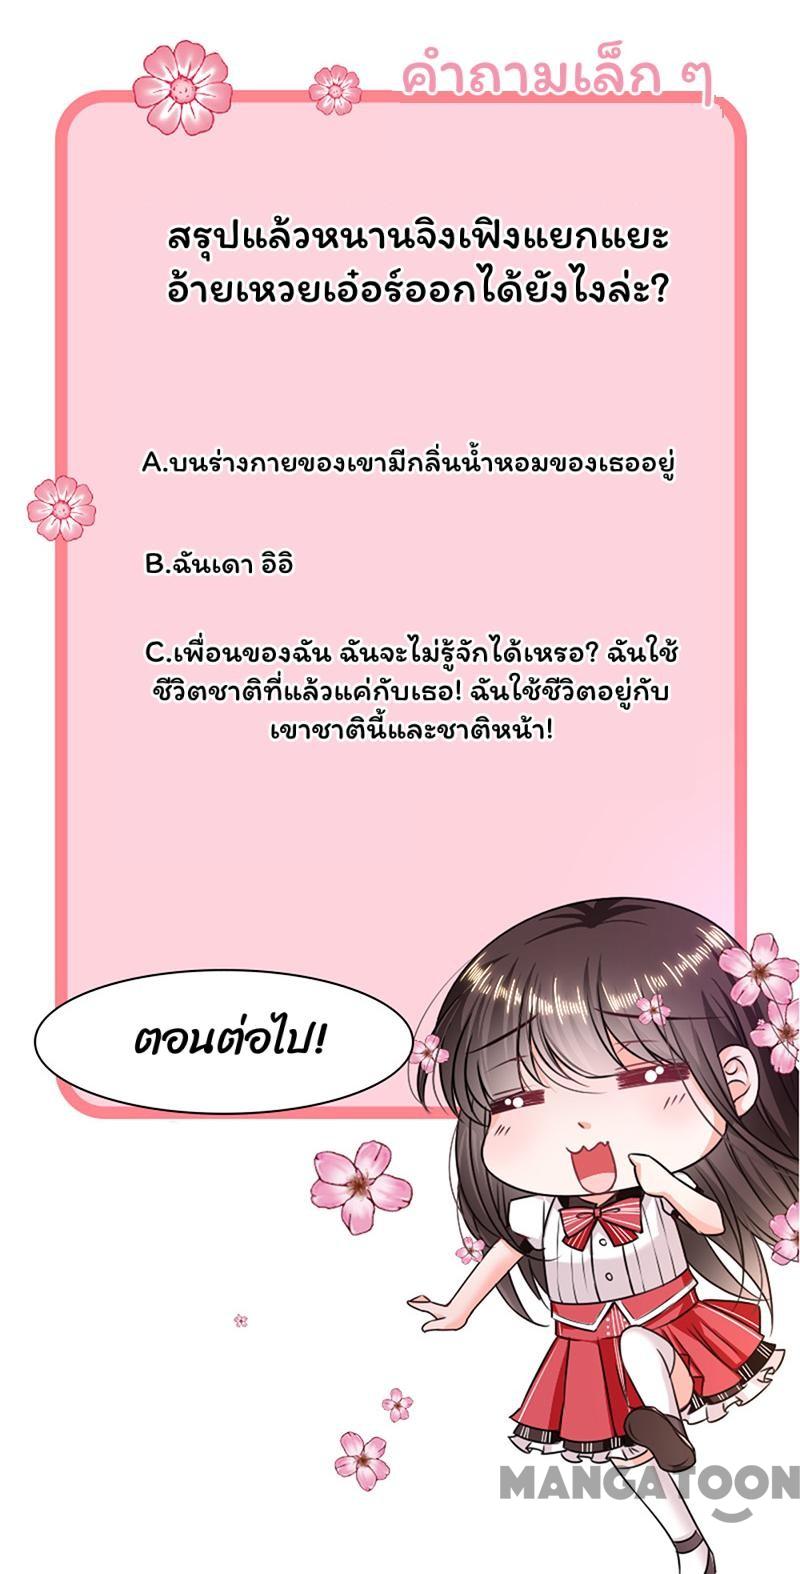 คำถามเล็ก ๆ
สรุปแล้วหนานจิงเฟิงแยกแยะ
อ้ายเหวยเอ๋อร์ออกได้ยังไงล่ะ?
A.บนร่างกายของเขามีกลิ่นน้ำหอมของเธออยู่
B.ฉันเดา อิอิ
C.เพื่อนของฉัน ฉันจะไม่รู้จักได้เหรอ? ฉันใช้
ชีวิตชาติที่แล้วแค่กับเธอ! ฉันใช้ชีวิตอยู่กับ
เขาชาตินี้และชาติหน้า!
ตอนต่อไป!
MANGATOON